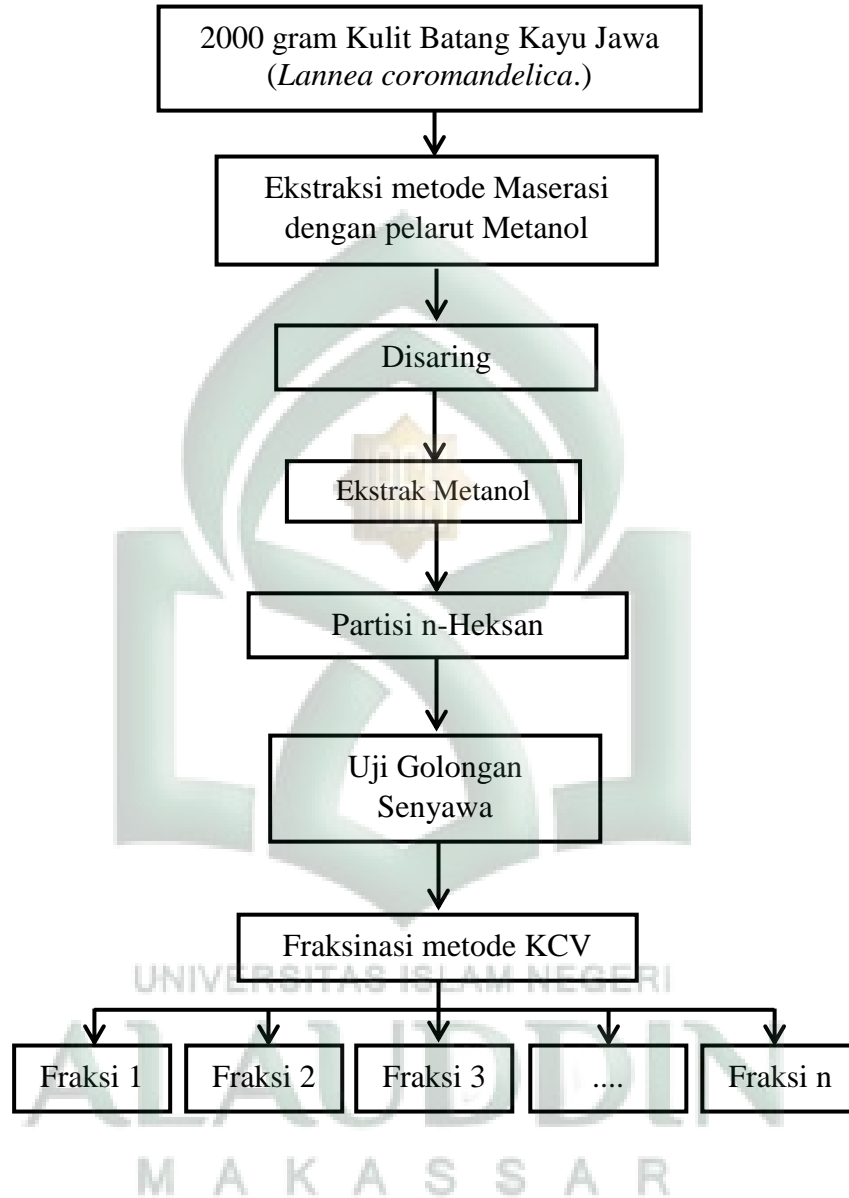 2000 gram Kulit Batang Kayu Jawa
(Lannea coromandelica.)
Ekstraksi metode Maserasi
dengan pelarut Metanol
Disaring
Ekstrak Metanol
Partisi n-Heksan
Uji Golongan
Senyawa
Fraksinasi metode KCV
UNIVERSITAS ISLAM NEGERI
Fraksi 1 Fraksi 2 Fraksi 3 .... Fraksi n
ALAUDDIN
MAKASSAR